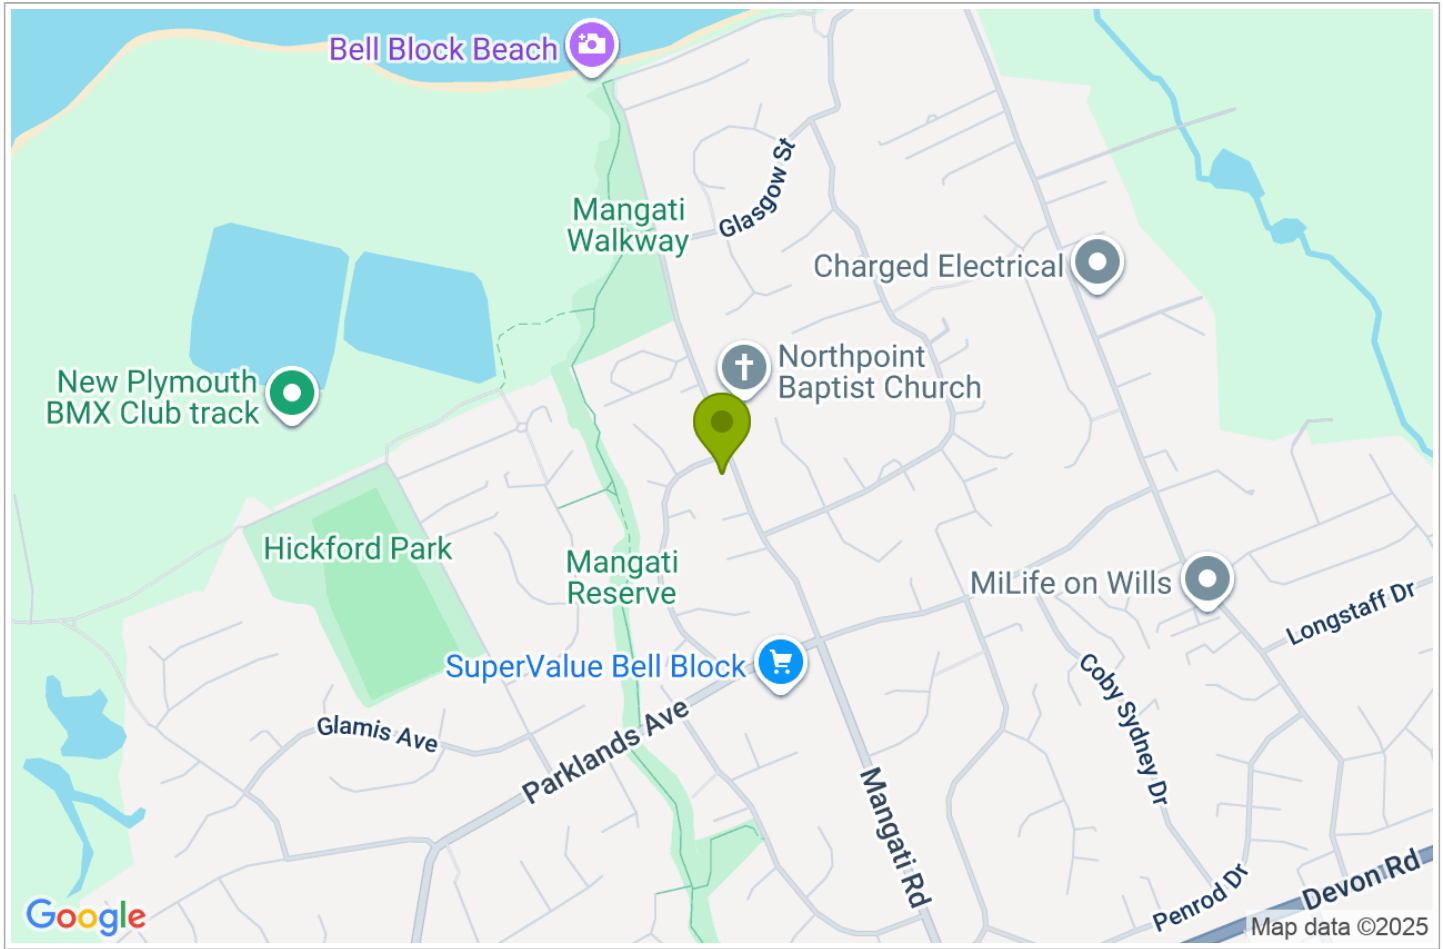 Bell Block Beach
Glasgow St
Mangati
Walkway
Charged Electrical
Northpoint
Baptist Church
New Plymouth
BMX Club track
Hickford Park
Mangati
Reserve
MiLife on Wills
Longstaff Dr
SuperValue Bell Block
Coby Sydney Dr
Glamis Ave
Parklands Ave
Mangati Rd
Devon Rd
Penrod Dr
Google
Map data ©2025